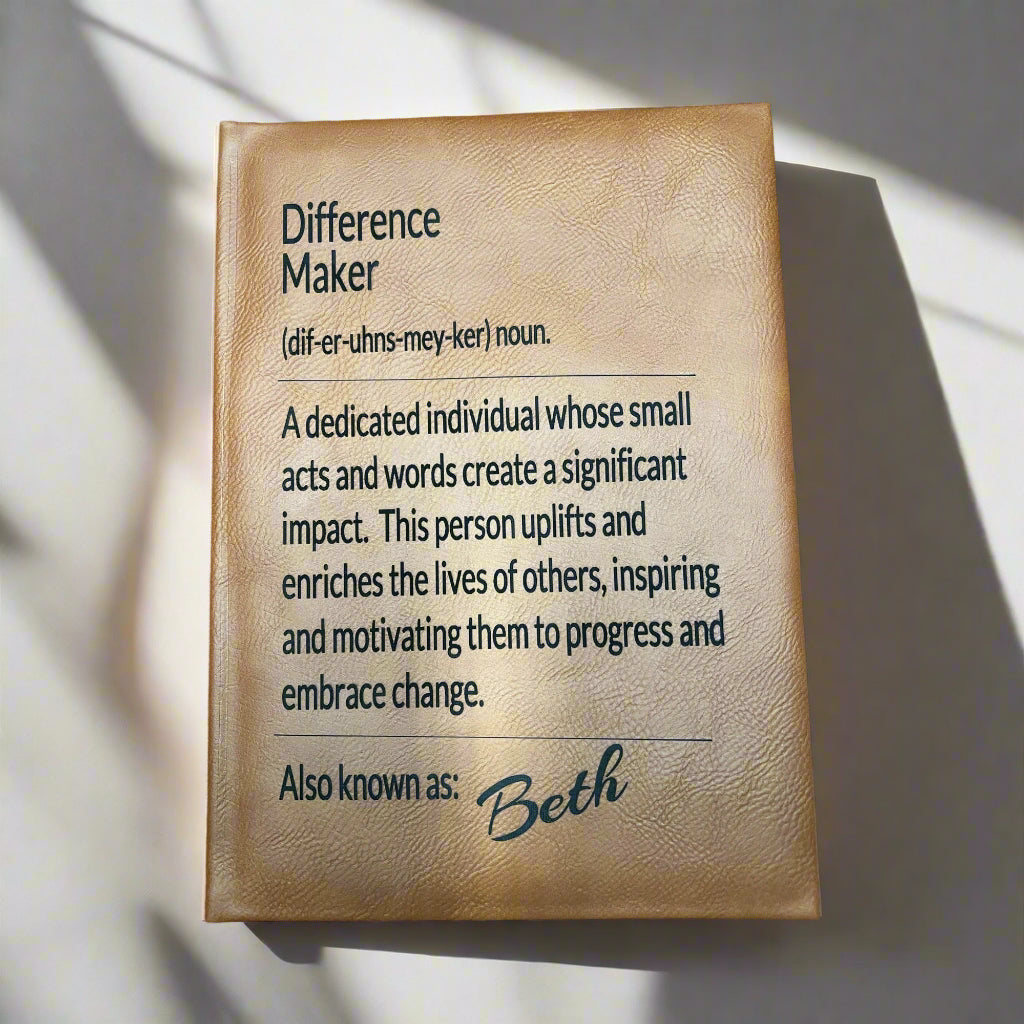 Difference
Maker
(dif-er-uhns-mey-ker) noun.
A dedicated individual whose small
acts and words create a significant
impact. This person uplifts and
enriches the lives of others, inspiring
and motivating them to progress and
embrace change.
Also known as: Beth